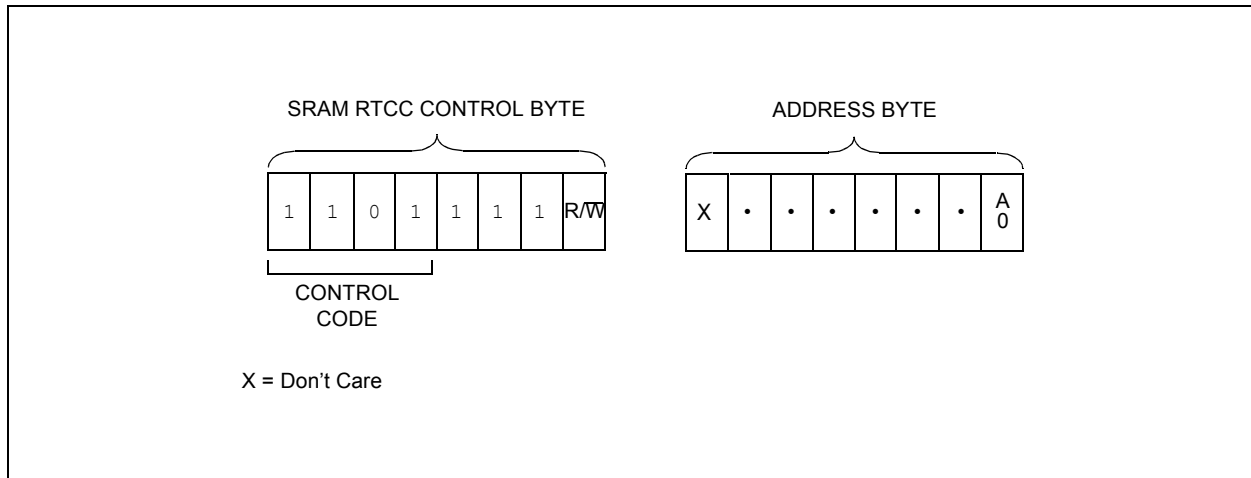 SRAM RTCC CONTROL BYTE
ADDRESS BYTE
1 1 0 1 1 1 1 R/W̅
X • • • • • • A0
CONTROL
CODE
X = Don't Care